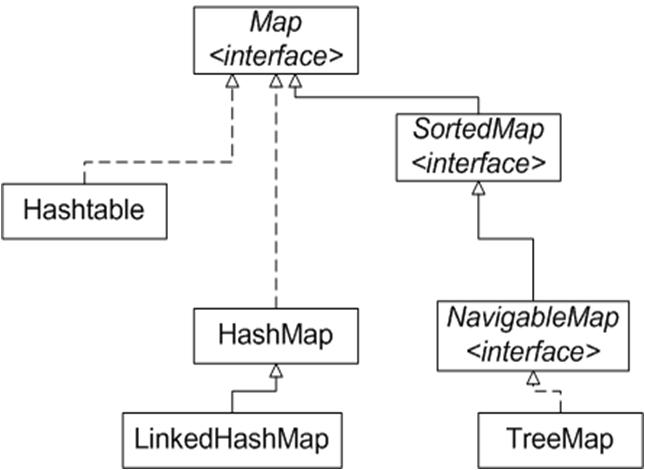 Map
<interface>
SortedMap
<interface>
Hashtable
HashMap
NavigableMap
<interface>
LinkedHashMap
TreeMap